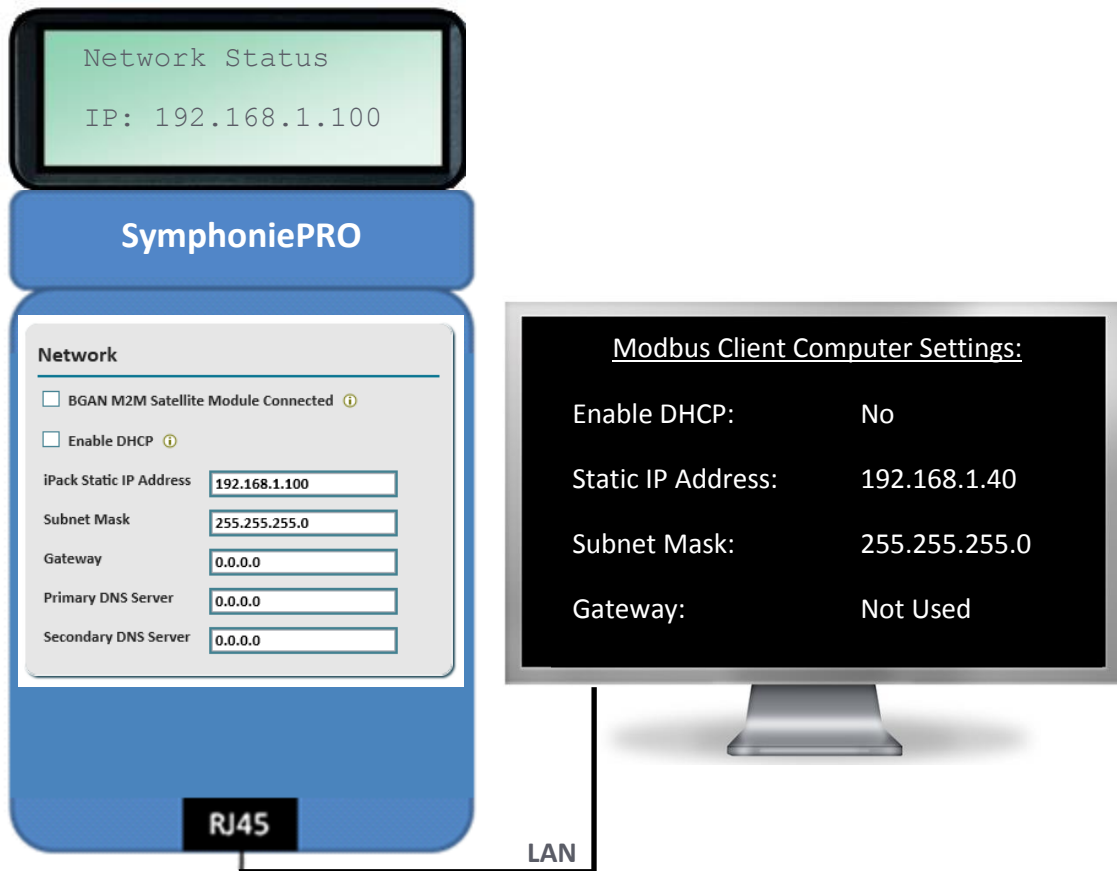 Network Status
IP: 192.168.1.100
SymphoniePRO
Network
BGAN M2M Satellite Module Connected
Enable DHCP
iPack Static IP Address 192.168.1.100
Subnet Mask 255.255.255.0
Gateway 0.0.0.0
Primary DNS Server 0.0.0.0
Secondary DNS Server 0.0.0.0
RJ45
LAN
Modbus Client Computer Settings:
Enable DHCP: No
Static IP Address: 192.168.1.40
Subnet Mask: 255.255.255.0
Gateway: Not Used